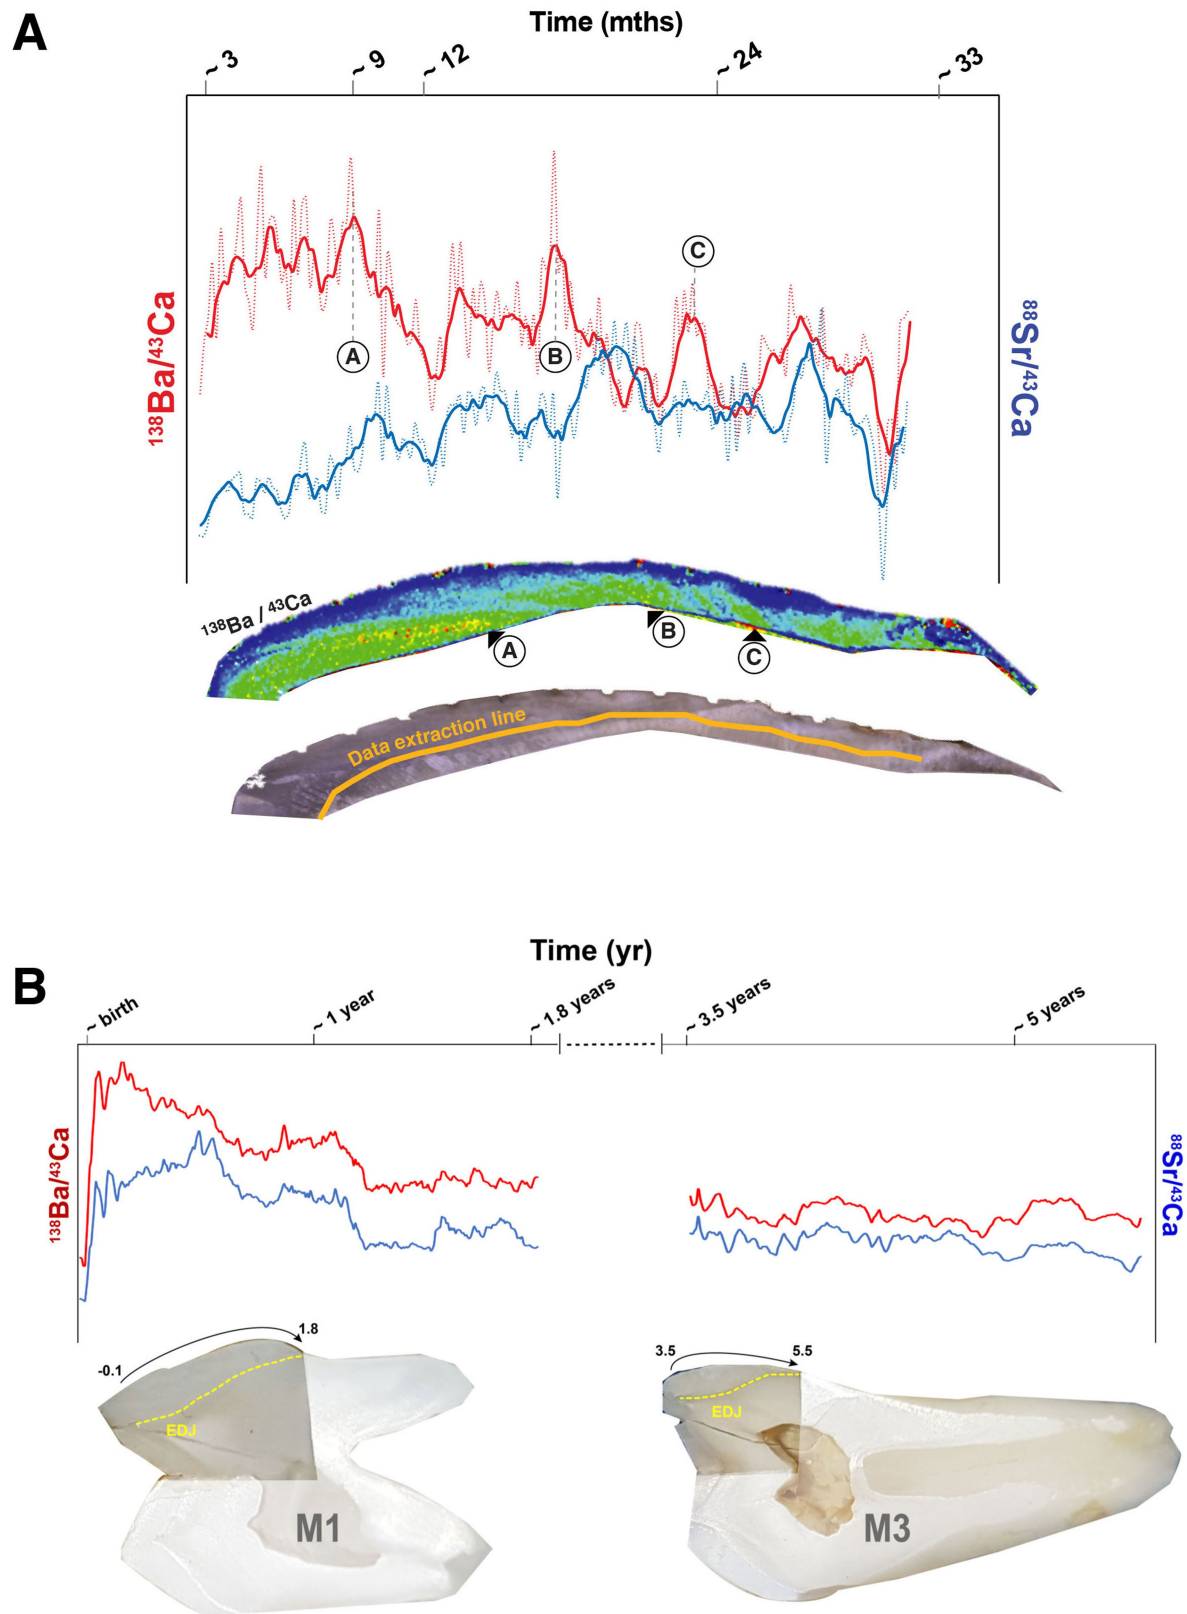 A
Time (mths)
~ 3
~ 9
~ 12
~ 24
~ 33
138Ba/43Ca
88Sr/43Ca
A
B
C
138Ba / 43Ca
A
B
C
Data extraction line
B
Time (yr)
~ birth
~ 1 year
~ 1.8 years
~ 3.5 years
~ 5 years
138Ba/43Ca
88Sr/43Ca
-0.1
1.8
EDJ
M1
3.5
5.5
EDJ
M3